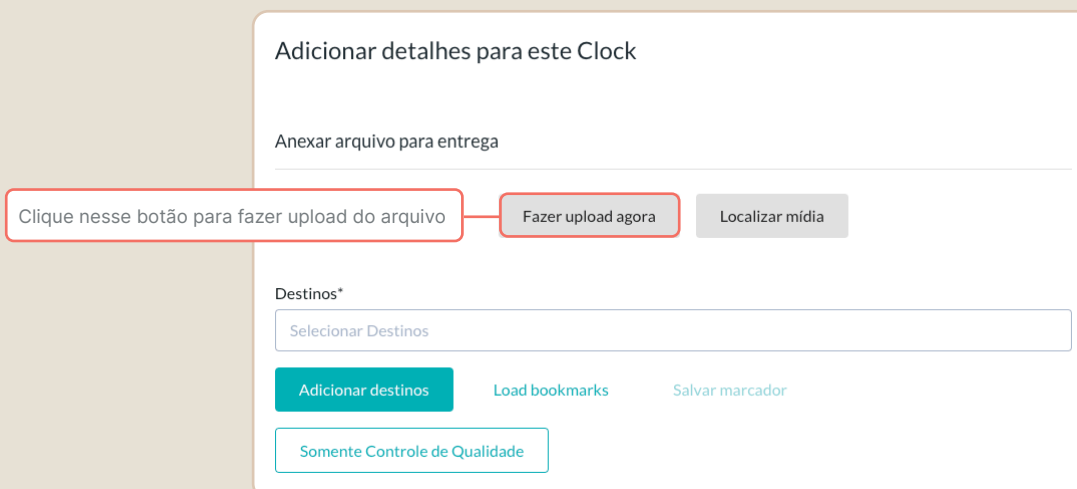 Adicionar detalhes para este Clock
Anexar arquivo para entrega
Clique nesse botão para fazer upload do arquivo
Fazer upload agora
Localizar mídia
Destinos*
Selecionar Destinos
Adicionar destinos
Load bookmarks
Salvar marcador
Somente Controle de Qualidade